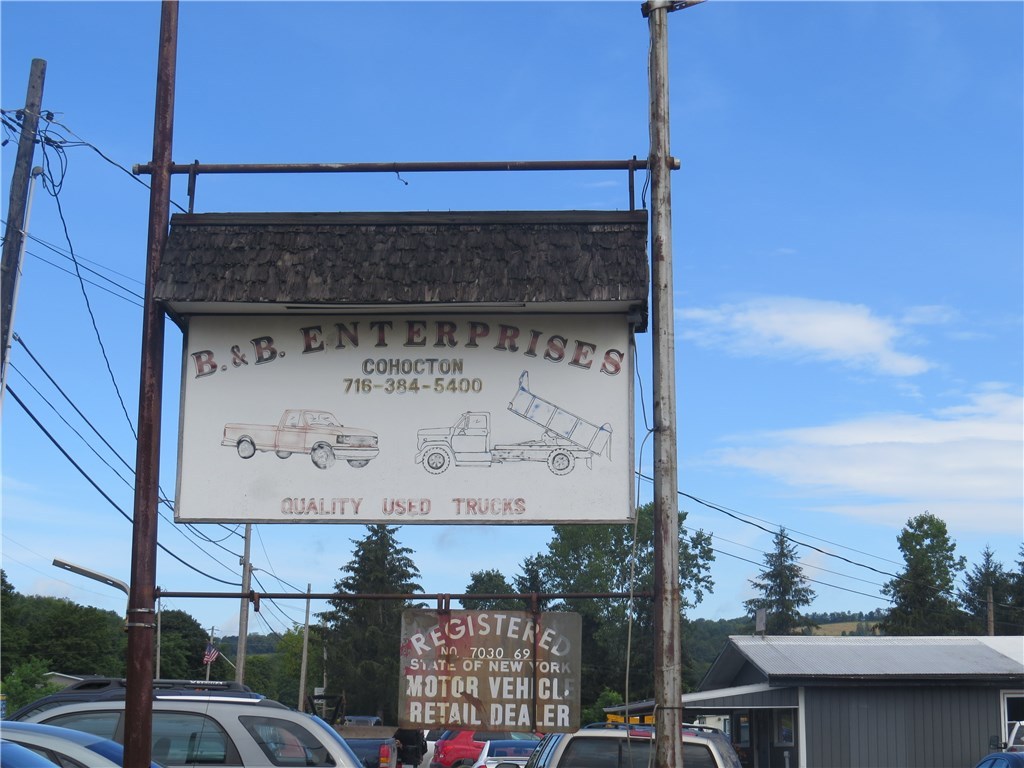 B. & B. ENTERPRISES
COHOCTON
716-384-5400
QUALITY USED TRUCKS
REGISTERED
NO. 7030 69
STATE OF NEW YORK
MOTOR VEHICLE
RETAIL DEALER